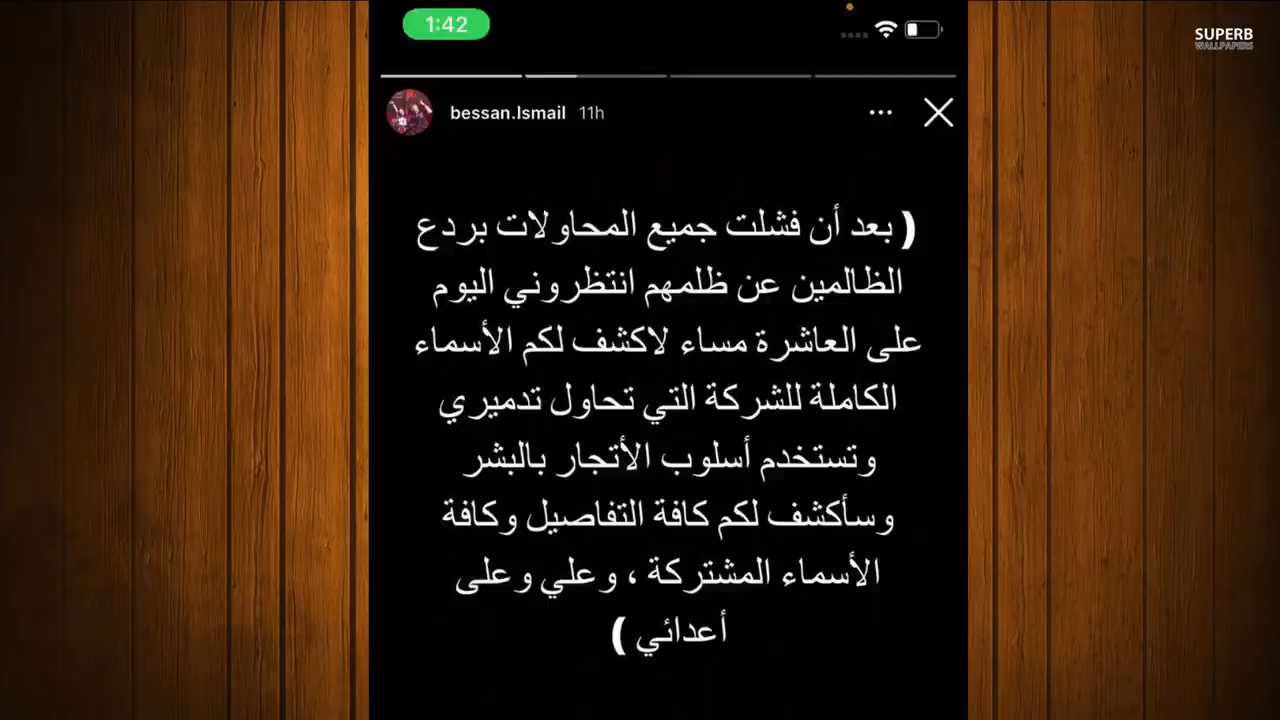 1:42
SUPERB
WALLPAPERS
bessan.Ismail 11h
( بعد أن فشلت جميع المحاولات بردع
الظالمين عن ظلمهم انتظروني اليوم
على العاشرة مساء لاكشف لكم الأسماء
الكاملة للشركة التي تحاول تدميري
وتستخدم أسلوب الأتجار بالبشر
وسأكشف لكم كافة التفاصيل وكافة
الأسماء المشتركة ، وعلي وعلى
أعدائي )